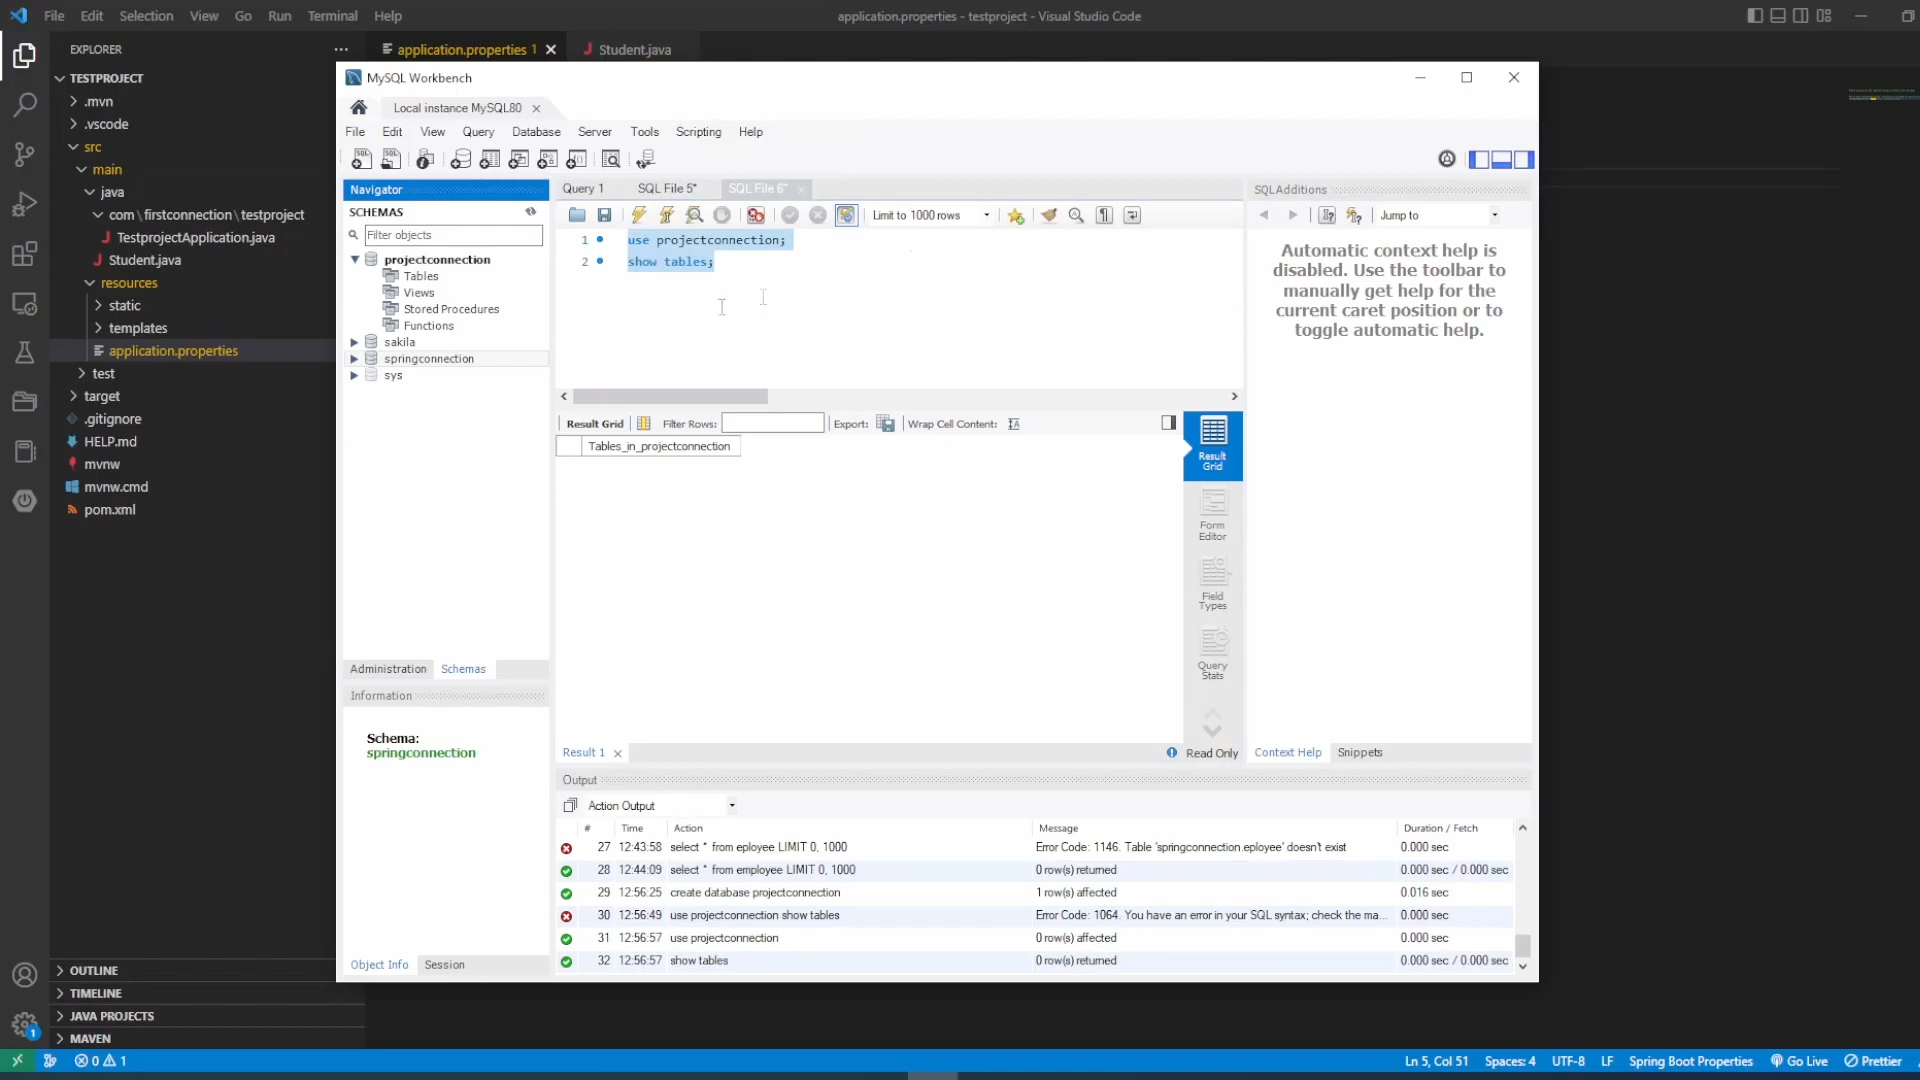 File Edit Selection View Go Run Terminal Help
application.properties - testproject - Visual Studio Code
EXPLORER
application.properties 1
Student.java
TESTPROJECT
.mvn
.vscode
src
main
java
com\firstconnection\testproject
TestprojectApplication.java
Student.java
resources
static
templates
application.properties
test
target
.gitignore
HELP.md
mvnw
mvnw.cmd
pom.xml
OUTLINE
TIMELINE
JAVA PROJECTS
MAVEN
MySQL Workbench
Local instance MySQL80
File Edit View Query Database Server Tools Scripting Help
Navigator
SCHEMAS
Filter objects
projectconnection
Tables
Views
Stored Procedures
Functions
sakila
springconnection
sys
Administration Schemas
Information
Schema:
springconnection
Object Info Session
Query 1 SQL File 5* SQL File 6*
Limit to 1000 rows
1 use projectconnection;
2 show tables;
Result Grid Filter Rows: Export: Wrap Cell Content:
Tables_in_projectconnection
Result
Grid
Form
Editor
Field
Types
Query
Stats
Result 1
Read Only
SQLAdditions
Jump to
Automatic context help is
disabled. Use the toolbar to
manually get help for the
current caret position or to
toggle automatic help.
Context Help Snippets
Output
Action Output
# Time Action Message Duration / Fetch
27 12:43:58 select * from eployee LIMIT 0, 1000 Error Code: 1146. Table 'springconnection.eployee' doesn't exist 0.000 sec
28 12:44:09 select * from employee LIMIT 0, 1000 0 row(s) returned 0.000 sec / 0.000 sec
29 12:56:25 create database projectconnection 1 row(s) affected 0.016 sec
30 12:56:49 use projectconnection show tables Error Code: 1064. You have an error in your SQL syntax; check the ma... 0.000 sec
31 12:56:57 use projectconnection 0 row(s) affected 0.000 sec
32 12:56:57 show tables 0 row(s) returned 0.000 sec / 0.000 sec
1
0 1
Ln 5, Col 51 Spaces: 4 UTF-8 LF Spring Boot Properties Go Live Prettier